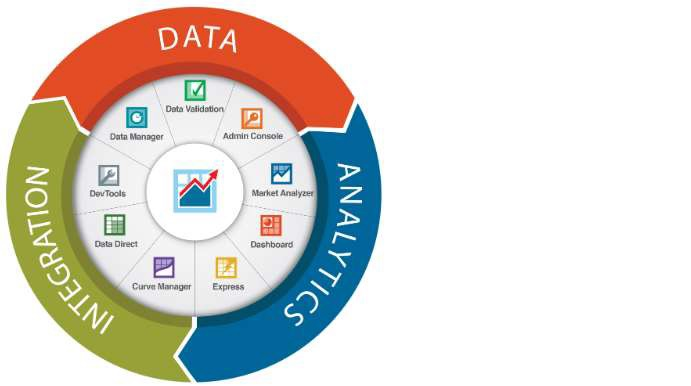 DATA
Data Validation
Data Manager
Admin Console
DevTools
Market Analyzer
Data Direct
Dashboard
Curve Manager
Express
INTEGRATION
ANALYTICS